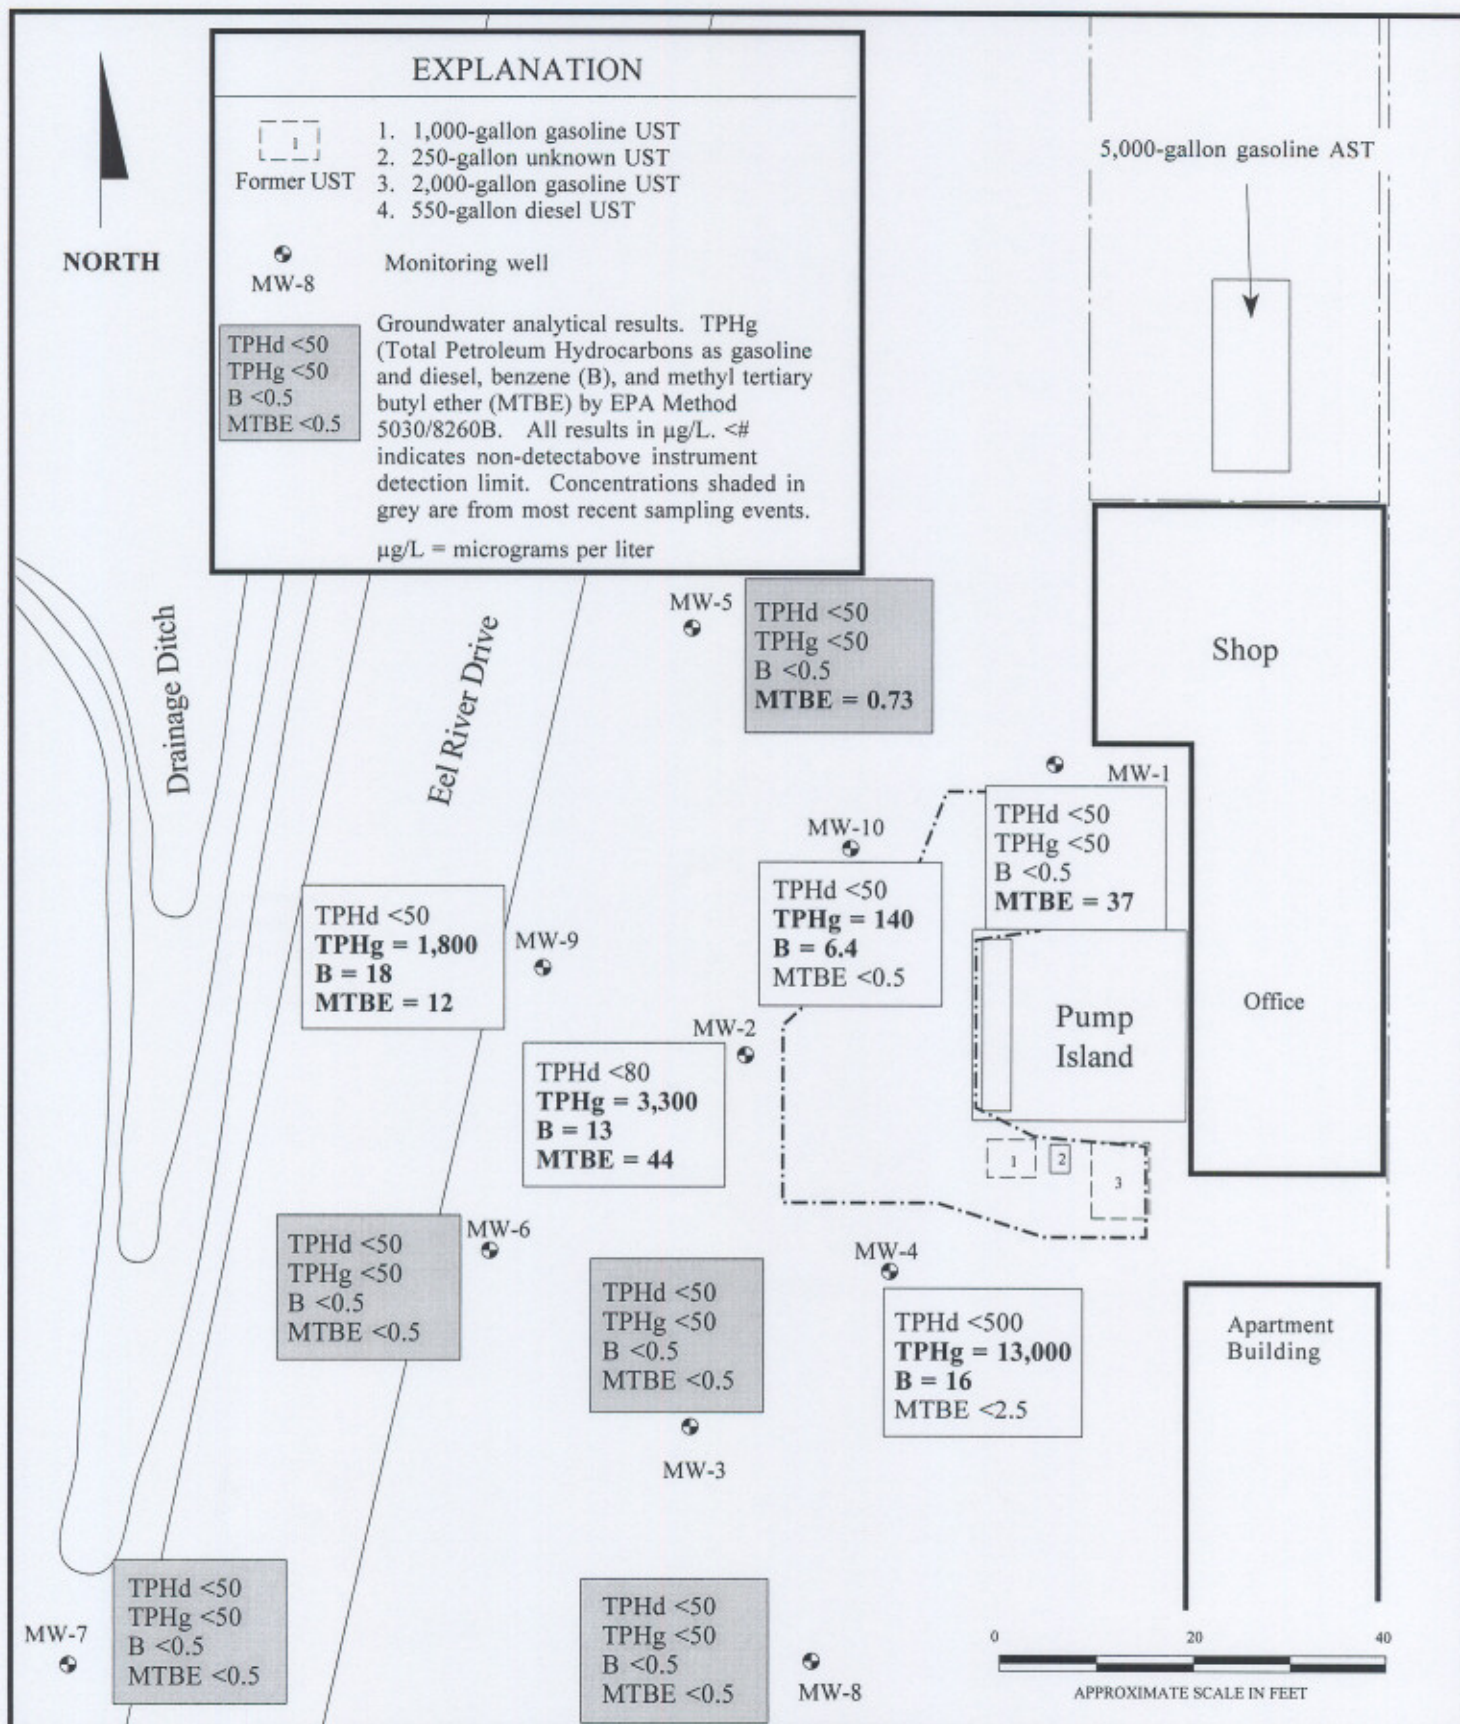 EXPLANATION
1
Former UST
1. 1,000-gallon gasoline UST
2. 250-gallon unknown UST
3. 2,000-gallon gasoline UST
4. 550-gallon diesel UST
NORTH
MW-8
Monitoring well
TPHd <50
TPHg <50
B <0.5
MTBE <0.5
Groundwater analytical results. TPHg
(Total Petroleum Hydrocarbons as gasoline
and diesel, benzene (B), and methyl tertiary
butyl ether (MTBE) by EPA Method
5030/8260B. All results in µg/L. <#
indicates non-detectabove instrument
detection limit. Concentrations shaded in
grey are from most recent sampling events.
µg/L = micrograms per liter
5,000-gallon gasoline AST
Drainage Ditch
Eel River Drive
MW-5
TPHd <50
TPHg <50
B <0.5
MTBE = 0.73
Shop
MW-1
TPHd <50
TPHg <50
B <0.5
MTBE = 37
MW-10
TPHd <50
TPHg = 140
B = 6.4
MTBE <0.5
TPHd <50
TPHg = 1,800
B = 18
MTBE = 12
MW-9
Pump
Island
Office
MW-2
TPHd <80
TPHg = 3,300
B = 13
MTBE = 44
1
2
3
MW-6
TPHd <50
TPHg <50
B <0.5
MTBE <0.5
TPHd <50
TPHg <50
B <0.5
MTBE <0.5
MW-3
MW-4
TPHd <500
TPHg = 13,000
B = 16
MTBE <2.5
Apartment
Building
TPHd <50
TPHg <50
B <0.5
MTBE <0.5
MW-7
TPHd <50
TPHg <50
B <0.5
MTBE <0.5
MW-8
0 20 40
APPROXIMATE SCALE IN FEET